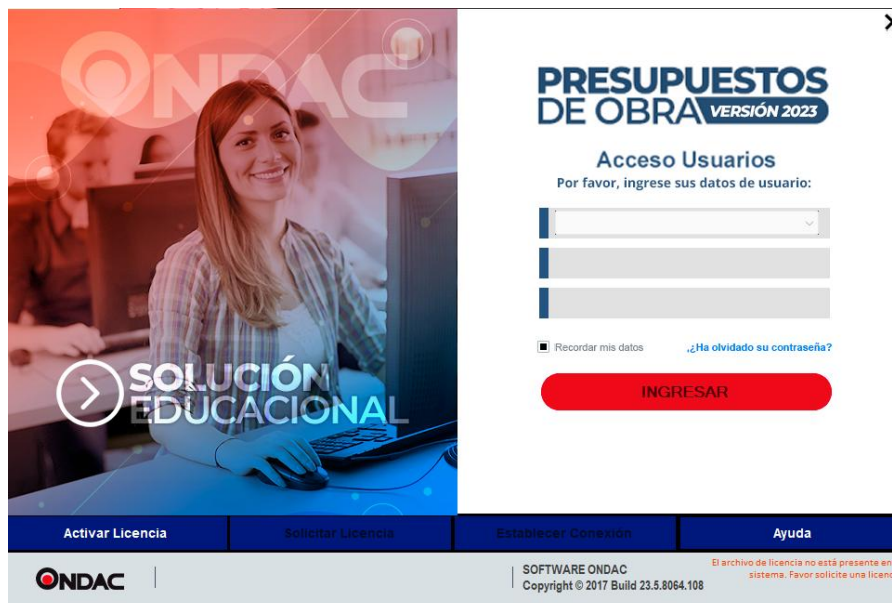 ONDAC
SOLUCIÓN
EDUCACIONAL
PRESUPUESTOS
DE OBRA VERSIÓN 2023
Acceso Usuarios
Por favor, ingrese sus datos de usuario:
Recordar mis datos
,¿Ha olvidado su contraseña?
INGRESAR
Activar Licencia
Solicitar Licencia
Establecer Conexión
Ayuda
ONDAC
SOFTWARE ONDAC
Copyright © 2017 Build 23.5.8064.108
El archivo de licencia no está presente en
sistema. Favor solicite una licenc